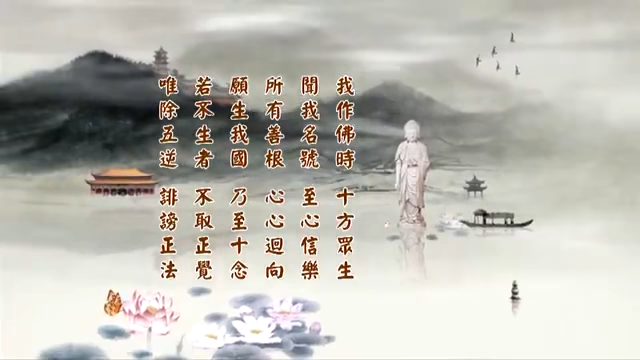 我作佛時 十方眾生
聞我名號 至心信樂
所有善根 心心迴向
願生我國 乃至十念
若不生者 不取正覺
唯除五逆 誹謗正法